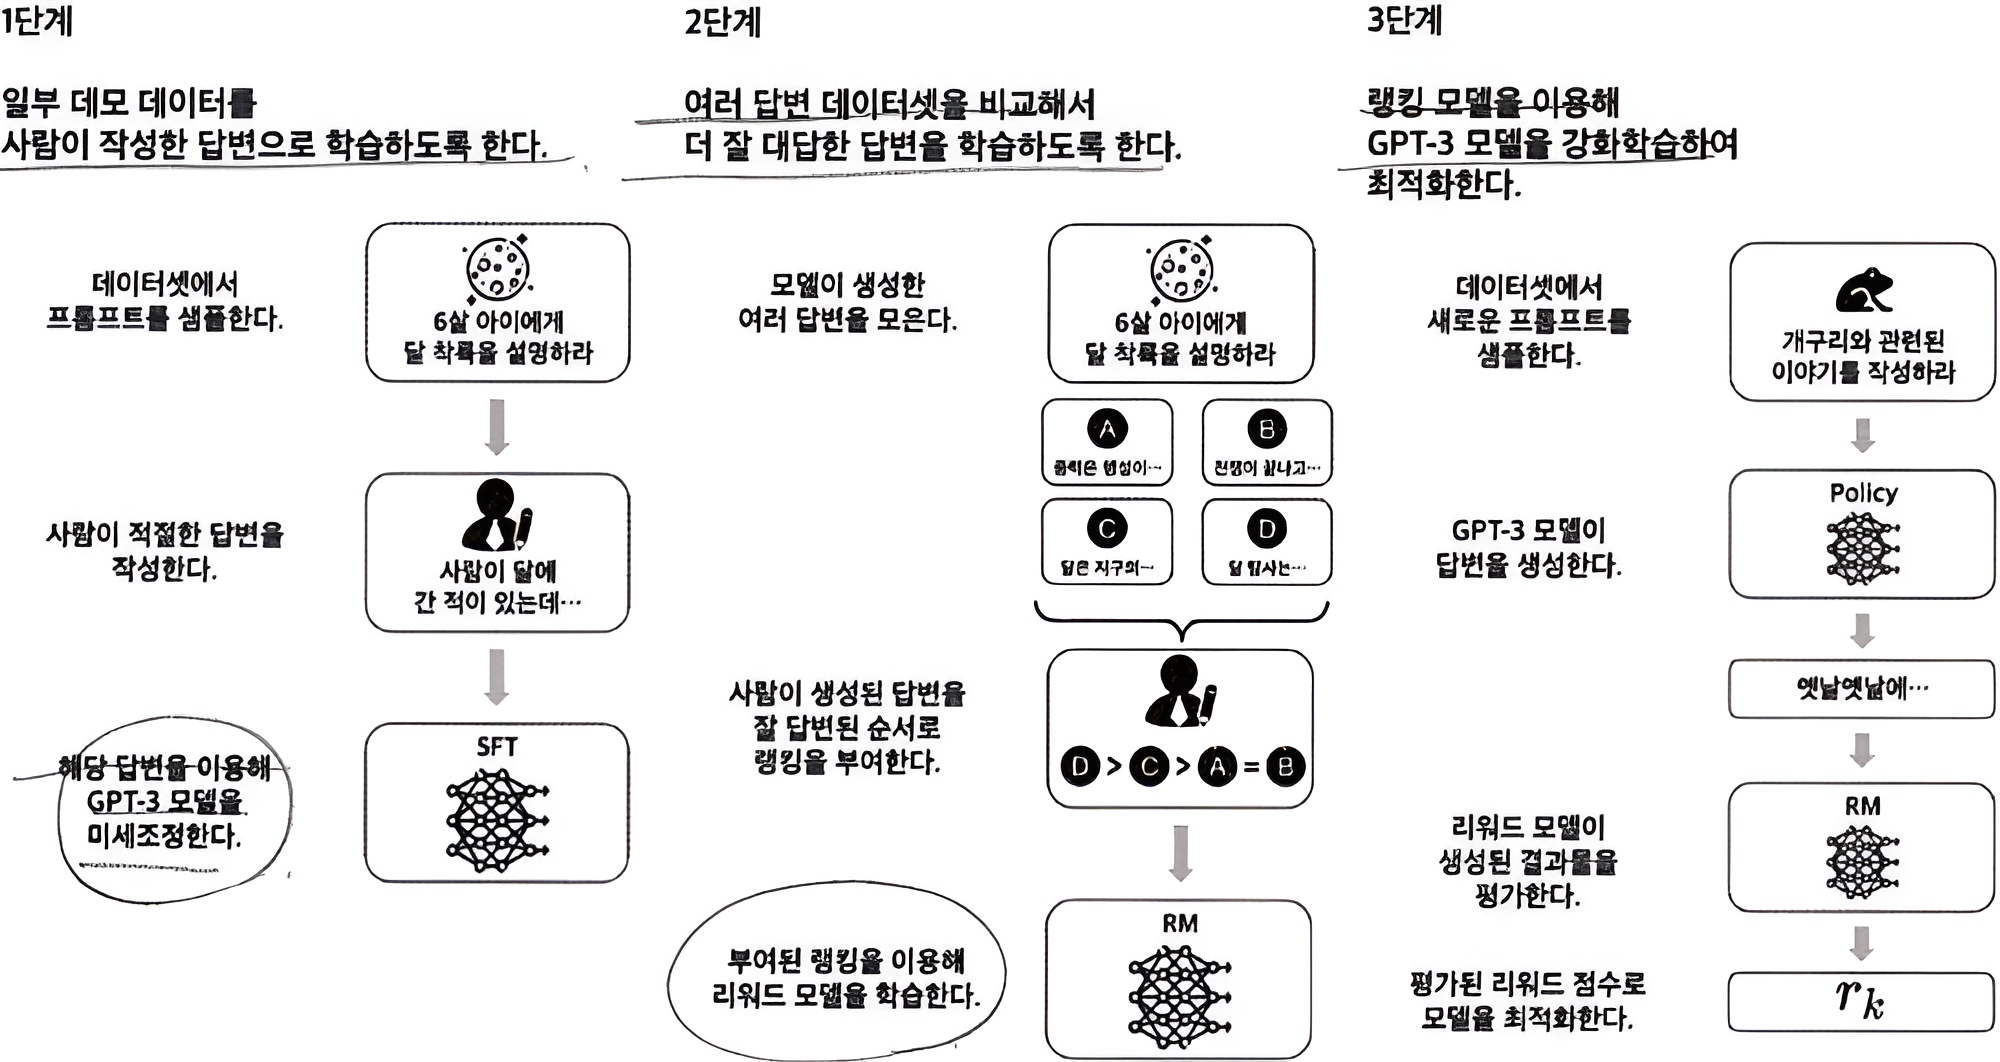 1단계
일부 데모 데이터를
사람이 작성한 답변으로 학습하도록 한다.
데이터셋에서
프롬프트를 샘플한다.
6살 아이에게
달 착륙을 설명하라
사람이 적절한 답변을
작성한다.
사람이 달에
간 적이 있는데…
해당 답변을 이용해
GPT-3 모델을
미세조정한다.
SFT
2단계
여러 답변 데이터셋을 비교해서
더 잘 대답한 답변을 학습하도록 한다.
모델이 생성한
여러 답변을 모은다.
6살 아이에게
달 착륙을 설명하라
A
B
전쟁이 끝나고…
C
D
달은 지구의…
달
사람이 생성된 답변을
잘 답변된 순서로
랭킹을 부여한다.
D > C > A = B
부여된 랭킹을 이용해
리워드 모델을 학습한다.
RM
3단계
랭킹 모델을 이용해
GPT-3 모델을 강화학습하여
최적화한다.
데이터셋에서
새로운 프롬프트를
샘플한다.
개구리와 관련된
이야기를 작성하라
GPT-3 모델이
답변을 생성한다.
Policy
옛날옛날에…
리워드 모델이
생성된 결과물을
평가한다.
RM
평가된 리워드 점수로
모델을 최적화한다.
rk